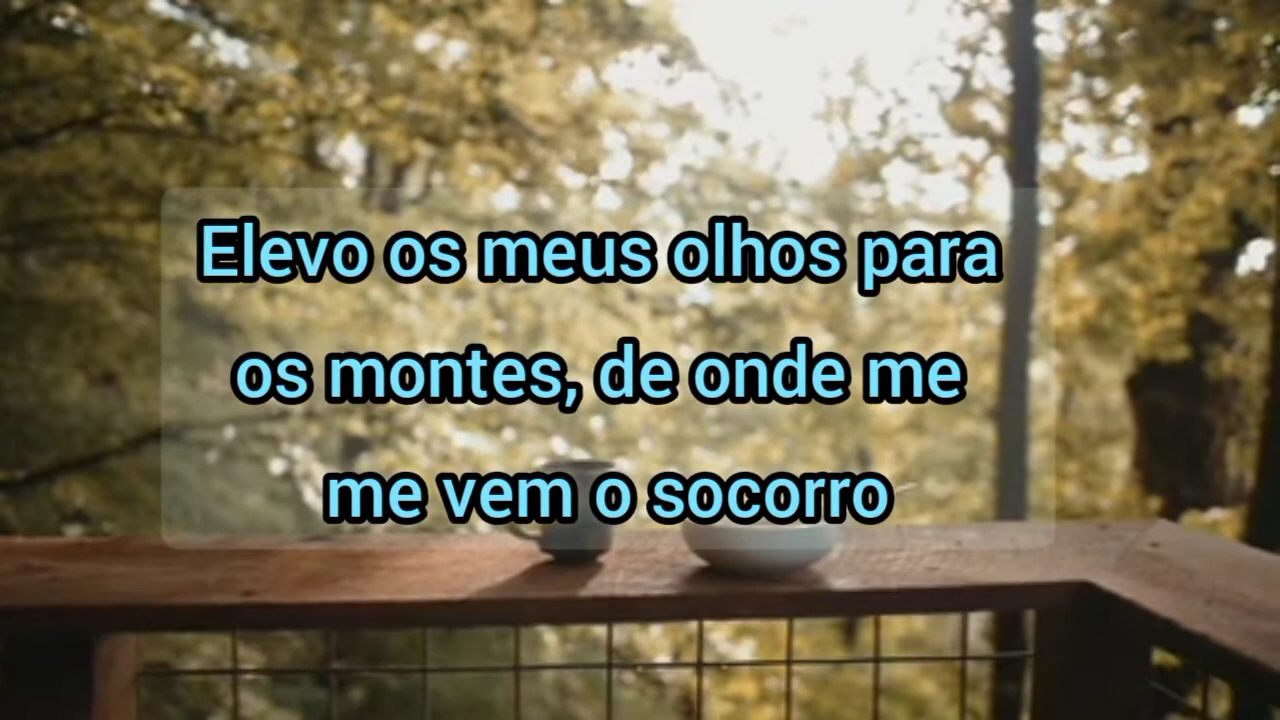 Elevo os meus olhos para
os montes, de onde me
me vem o socorro